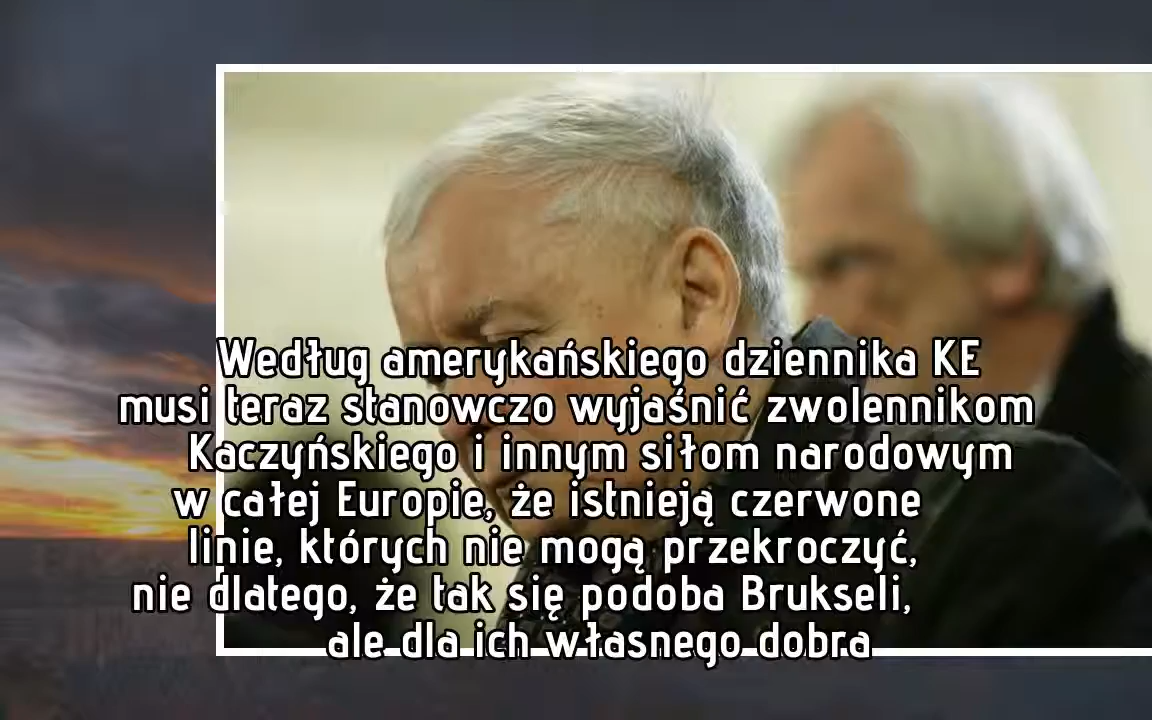 Według amerykańskiego dziennika KE
musi teraz stanowczo wyjaśnić zwolennikom
Kaczyńskiego i innym siłom narodowym
w całej Europie, że istnieją czerwone
linie, których nie mogą przekroczyć,
nie dlatego, że tak się podoba Brukseli,
ale dla ich własnego dobra